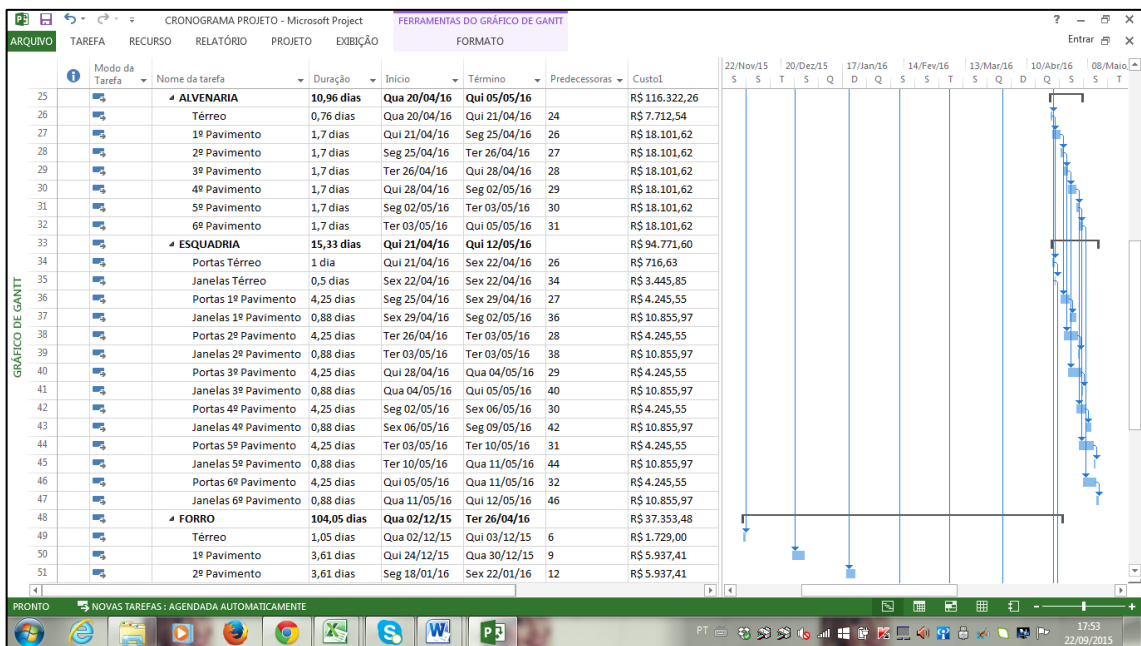 CRONOGRAMA PROJETO - Microsoft Project FERRAMENTAS DO GRÁFICO DE GANTT ?
ARQUIVO TAREFA RECURSO RELATÓRIO PROJETO EXIBIÇÃO FORMATO Entrar
Modo da Tarefa Nome da tarefa Duração Início Término Predecessoras Custo1
22/Nov/15 20/Dez/15 17/Jan/16 14/Fev/16 13/Mar/16 10/Abr/16 08/Maio,
S S T S Q D Q S T S Q D Q S S T
25 ALVENARIA 10,96 dias Qua 20/04/16 Qui 05/05/16 R$ 116.322,26
26 Térreo 0,76 dias Qua 20/04/16 Qui 21/04/16 24 R$ 7.712,54
27 1º Pavimento 1,7 dias Qui 21/04/16 Seg 25/04/16 26 R$ 18.101,62
28 2º Pavimento 1,7 dias Seg 25/04/16 Ter 26/04/16 27 R$ 18.101,62
29 3º Pavimento 1,7 dias Ter 26/04/16 Qui 28/04/16 28 R$ 18.101,62
30 4º Pavimento 1,7 dias Qui 28/04/16 Seg 02/05/16 29 R$ 18.101,62
31 5º Pavimento 1,7 dias Seg 02/05/16 Ter 03/05/16 30 R$ 18.101,62
32 6º Pavimento 1,7 dias Ter 03/05/16 Qui 05/05/16 31 R$ 18.101,62
33 ESQUADRIA 15,33 dias Qui 21/04/16 Qui 12/05/16 R$ 94.771,60
34 Portas Térreo 1 dia Qui 21/04/16 Sex 22/04/16 26 R$ 716,63
35 Janelas Térreo 0,5 dias Sex 22/04/16 Sex 22/04/16 34 R$ 3.445,85
36 Portas 1º Pavimento 4,25 dias Seg 25/04/16 Sex 29/04/16 27 R$ 4.245,55
37 Janelas 1º Pavimento 0,88 dias Sex 29/04/16 Seg 02/05/16 36 R$ 10.855,97
38 Portas 2º Pavimento 4,25 dias Ter 26/04/16 Ter 03/05/16 28 R$ 4.245,55
39 Janelas 2º Pavimento 0,88 dias Ter 03/05/16 Ter 03/05/16 38 R$ 10.855,97
40 Portas 3º Pavimento 4,25 dias Qui 28/04/16 Qua 04/05/16 29 R$ 4.245,55
41 Janelas 3º Pavimento 0,88 dias Qua 04/05/16 Qui 05/05/16 40 R$ 10.855,97
42 Portas 4º Pavimento 4,25 dias Seg 02/05/16 Sex 06/05/16 30 R$ 4.245,55
43 Janelas 4º Pavimento 0,88 dias Sex 06/05/16 Seg 09/05/16 42 R$ 10.855,97
44 Portas 5º Pavimento 4,25 dias Ter 03/05/16 Ter 10/05/16 31 R$ 4.245,55
45 Janelas 5º Pavimento 0,88 dias Ter 10/05/16 Qua 11/05/16 44 R$ 10.855,97
46 Portas 6º Pavimento 4,25 dias Qui 05/05/16 Qua 11/05/16 32 R$ 4.245,55
47 Janelas 6º Pavimento 0,88 dias Qua 11/05/16 Qui 12/05/16 46 R$ 10.855,97
48 FORRO 104,05 dias Qua 02/12/15 Ter 26/04/16 R$ 37.353,48
49 Térreo 1,05 dias Qua 02/12/15 Qui 03/12/15 6 R$ 1.729,00
50 1º Pavimento 3,61 dias Qui 24/12/15 Qua 30/12/15 9 R$ 5.937,41
51 2º Pavimento 3,61 dias Seg 18/01/16 Sex 22/01/16 12 R$ 5.937,41
GRÁFICO DE GANTT
PRONTO NOVAS TAREFAS : AGENDADA AUTOMATICAMENTE
PT 17:53
22/09/2015